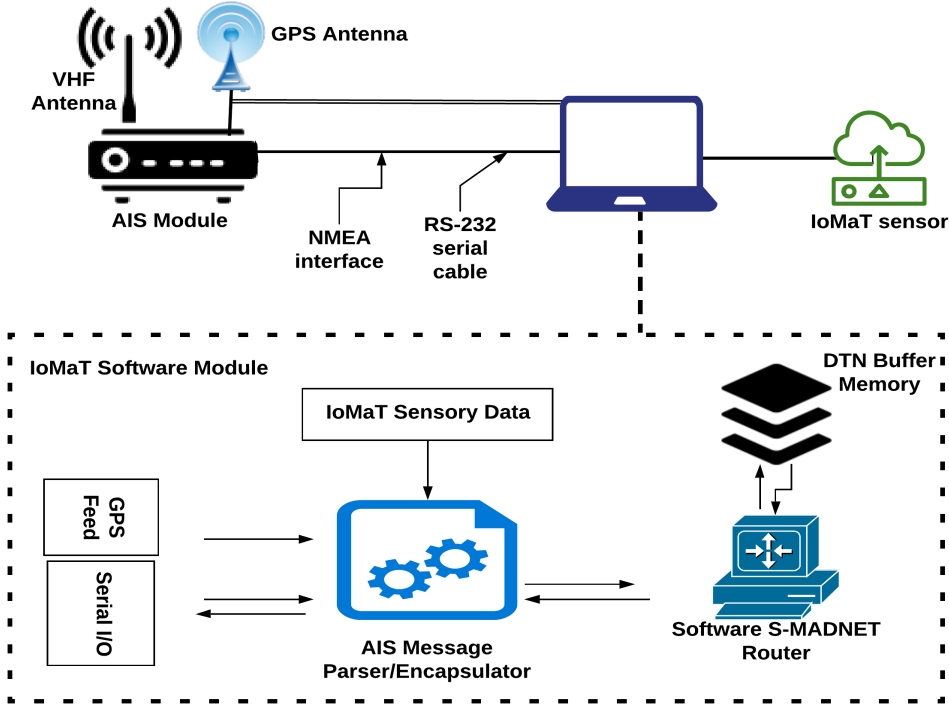 GPS Antenna
VHF
Antenna
AIS Module
NMEA
interface
RS-232
serial
cable
IoMaT sensor
IoMaT Software Module
DTN Buffer
Memory
IoMaT Sensory Data
GPS
Feed
Serial I/O
AIS Message
Parser/Encapsulator
Software S-MADNET
Router